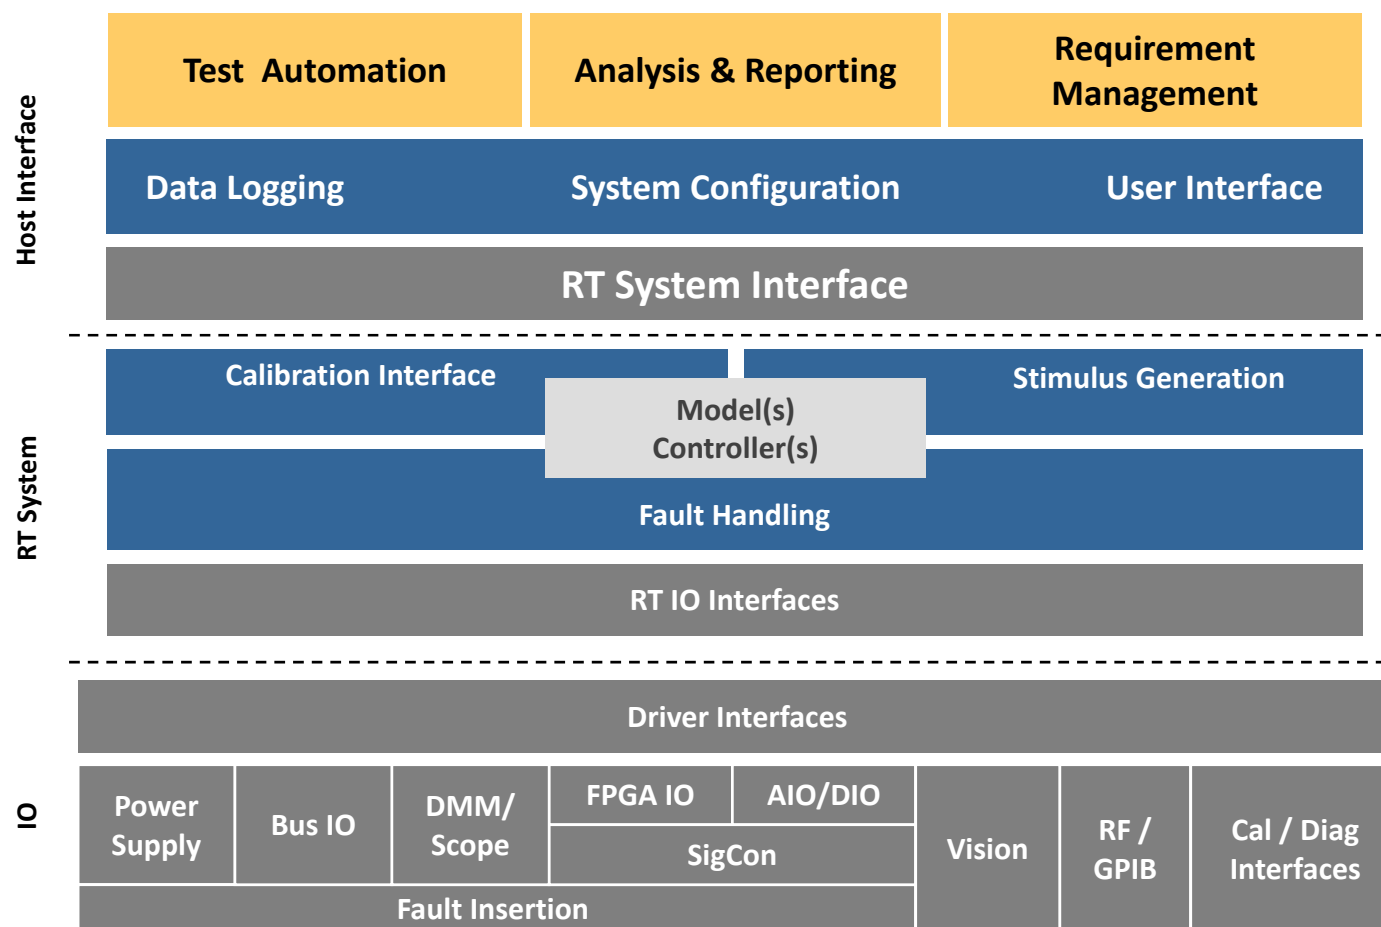 Host Interface
Test Automation
Analysis & Reporting
Requirement
Management
Data Logging
System Configuration
User Interface
RT System Interface
RT System
Calibration Interface
Stimulus Generation
Model(s)
Controller(s)
Fault Handling
RT IO Interfaces
IO
Driver Interfaces
Power
Supply
Bus IO
DMM/
Scope
FPGA IO
AIO/DIO
SigCon
Vision
RF /
GPIB
Cal / Diag
Interfaces
Fault Insertion